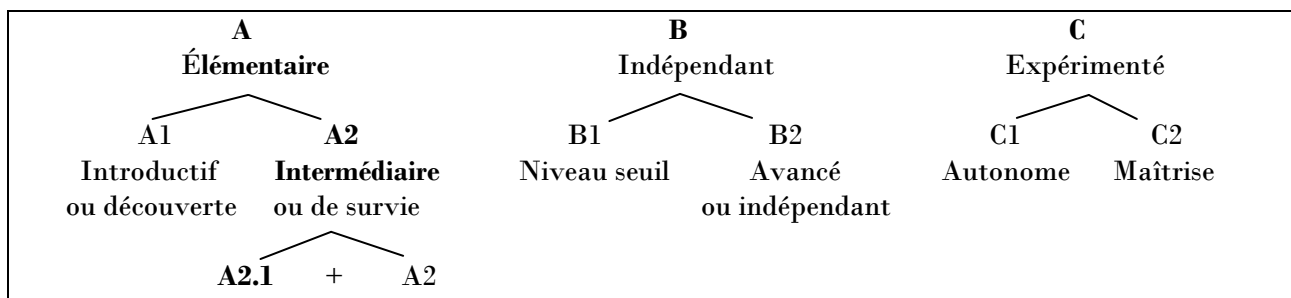 A B C
Élémentaire Indépendant Expérimenté
A1 A2 B1 B2 C1 C2
Introductif Intermédiaire Niveau seuil Avancé Autonome Maîtrise
ou découverte ou de survie ou indépendant
A2.1 + A2